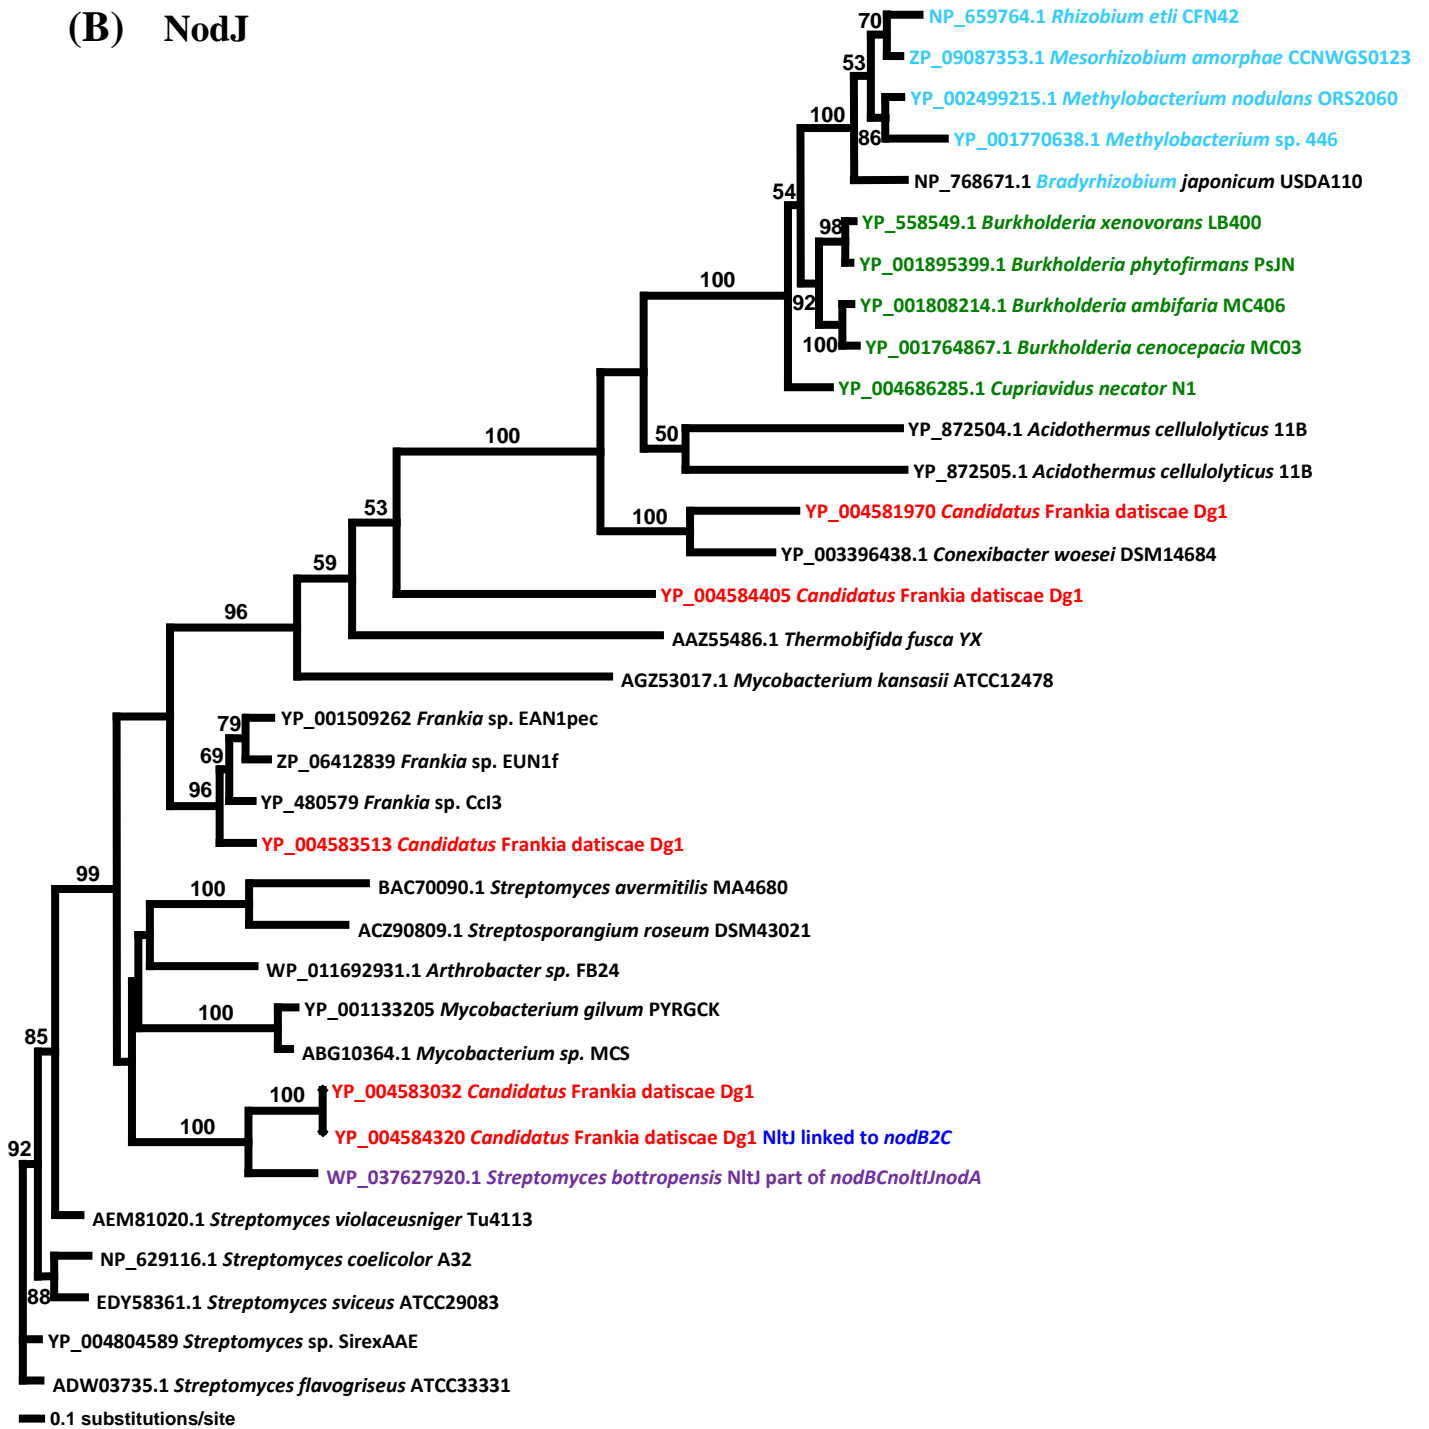 (B) NodJ
70
NP_659764.1 Rhizobium etli CFN42
53
ZP_09087353.1 Mesorhizobium amorphae CCNWGS0123
YP_002499215.1 Methylobacterium nodulans ORS2060
100
86
YP_001770638.1 Methylobacterium sp. 446
NP_768671.1 Bradyrhizobium japonicum USDA110
54
98
YP_558549.1 Burkholderia xenovorans LB400
YP_001895399.1 Burkholderia phytofirmans PsJN
100
92
YP_001808214.1 Burkholderia ambifaria MC406
100
YP_001764867.1 Burkholderia cenocepacia MC03
YP_004686285.1 Cupriavidus necator N1
100
50
YP_872504.1 Acidothermus cellulolyticus 11B
YP_872505.1 Acidothermus cellulolyticus 11B
53
100
YP_004581970 Candidatus Frankia datiscae Dg1
YP_003396438.1 Conexibacter woesei DSM14684
59
YP_004584405 Candidatus Frankia datiscae Dg1
96
AAZ55486.1 Thermobifida fusca YX
AGZ53017.1 Mycobacterium kansasii ATCC12478
79
YP_001509262 Frankia sp. EAN1pec
69
ZP_06412839 Frankia sp. EUN1f
96
YP_480579 Frankia sp. CcI3
YP_004583513 Candidatus Frankia datiscae Dg1
99
100
BAC70090.1 Streptomyces avermitilis MA4680
ACZ90809.1 Streptosporangium roseum DSM43021
WP_011692931.1 Arthrobacter sp. FB24
100
YP_001133205 Mycobacterium gilvum PYRGCK
85
ABG10364.1 Mycobacterium sp. MCS
100
YP_004583032 Candidatus Frankia datiscae Dg1
100
YP_004584320 Candidatus Frankia datiscae Dg1 NltJ linked to nodB2C
92
WP_037627920.1 Streptomyces bottropensis NltJ part of nodBCnoltIJnodA
AEM81020.1 Streptomyces violaceusniger Tu4113
NP_629116.1 Streptomyces coelicolor A32
88
EDY58361.1 Streptomyces sviceus ATCC29083
YP_004804589 Streptomyces sp. SirexAAE
ADW03735.1 Streptomyces flavogriseus ATCC33331
0.1 substitutions/site